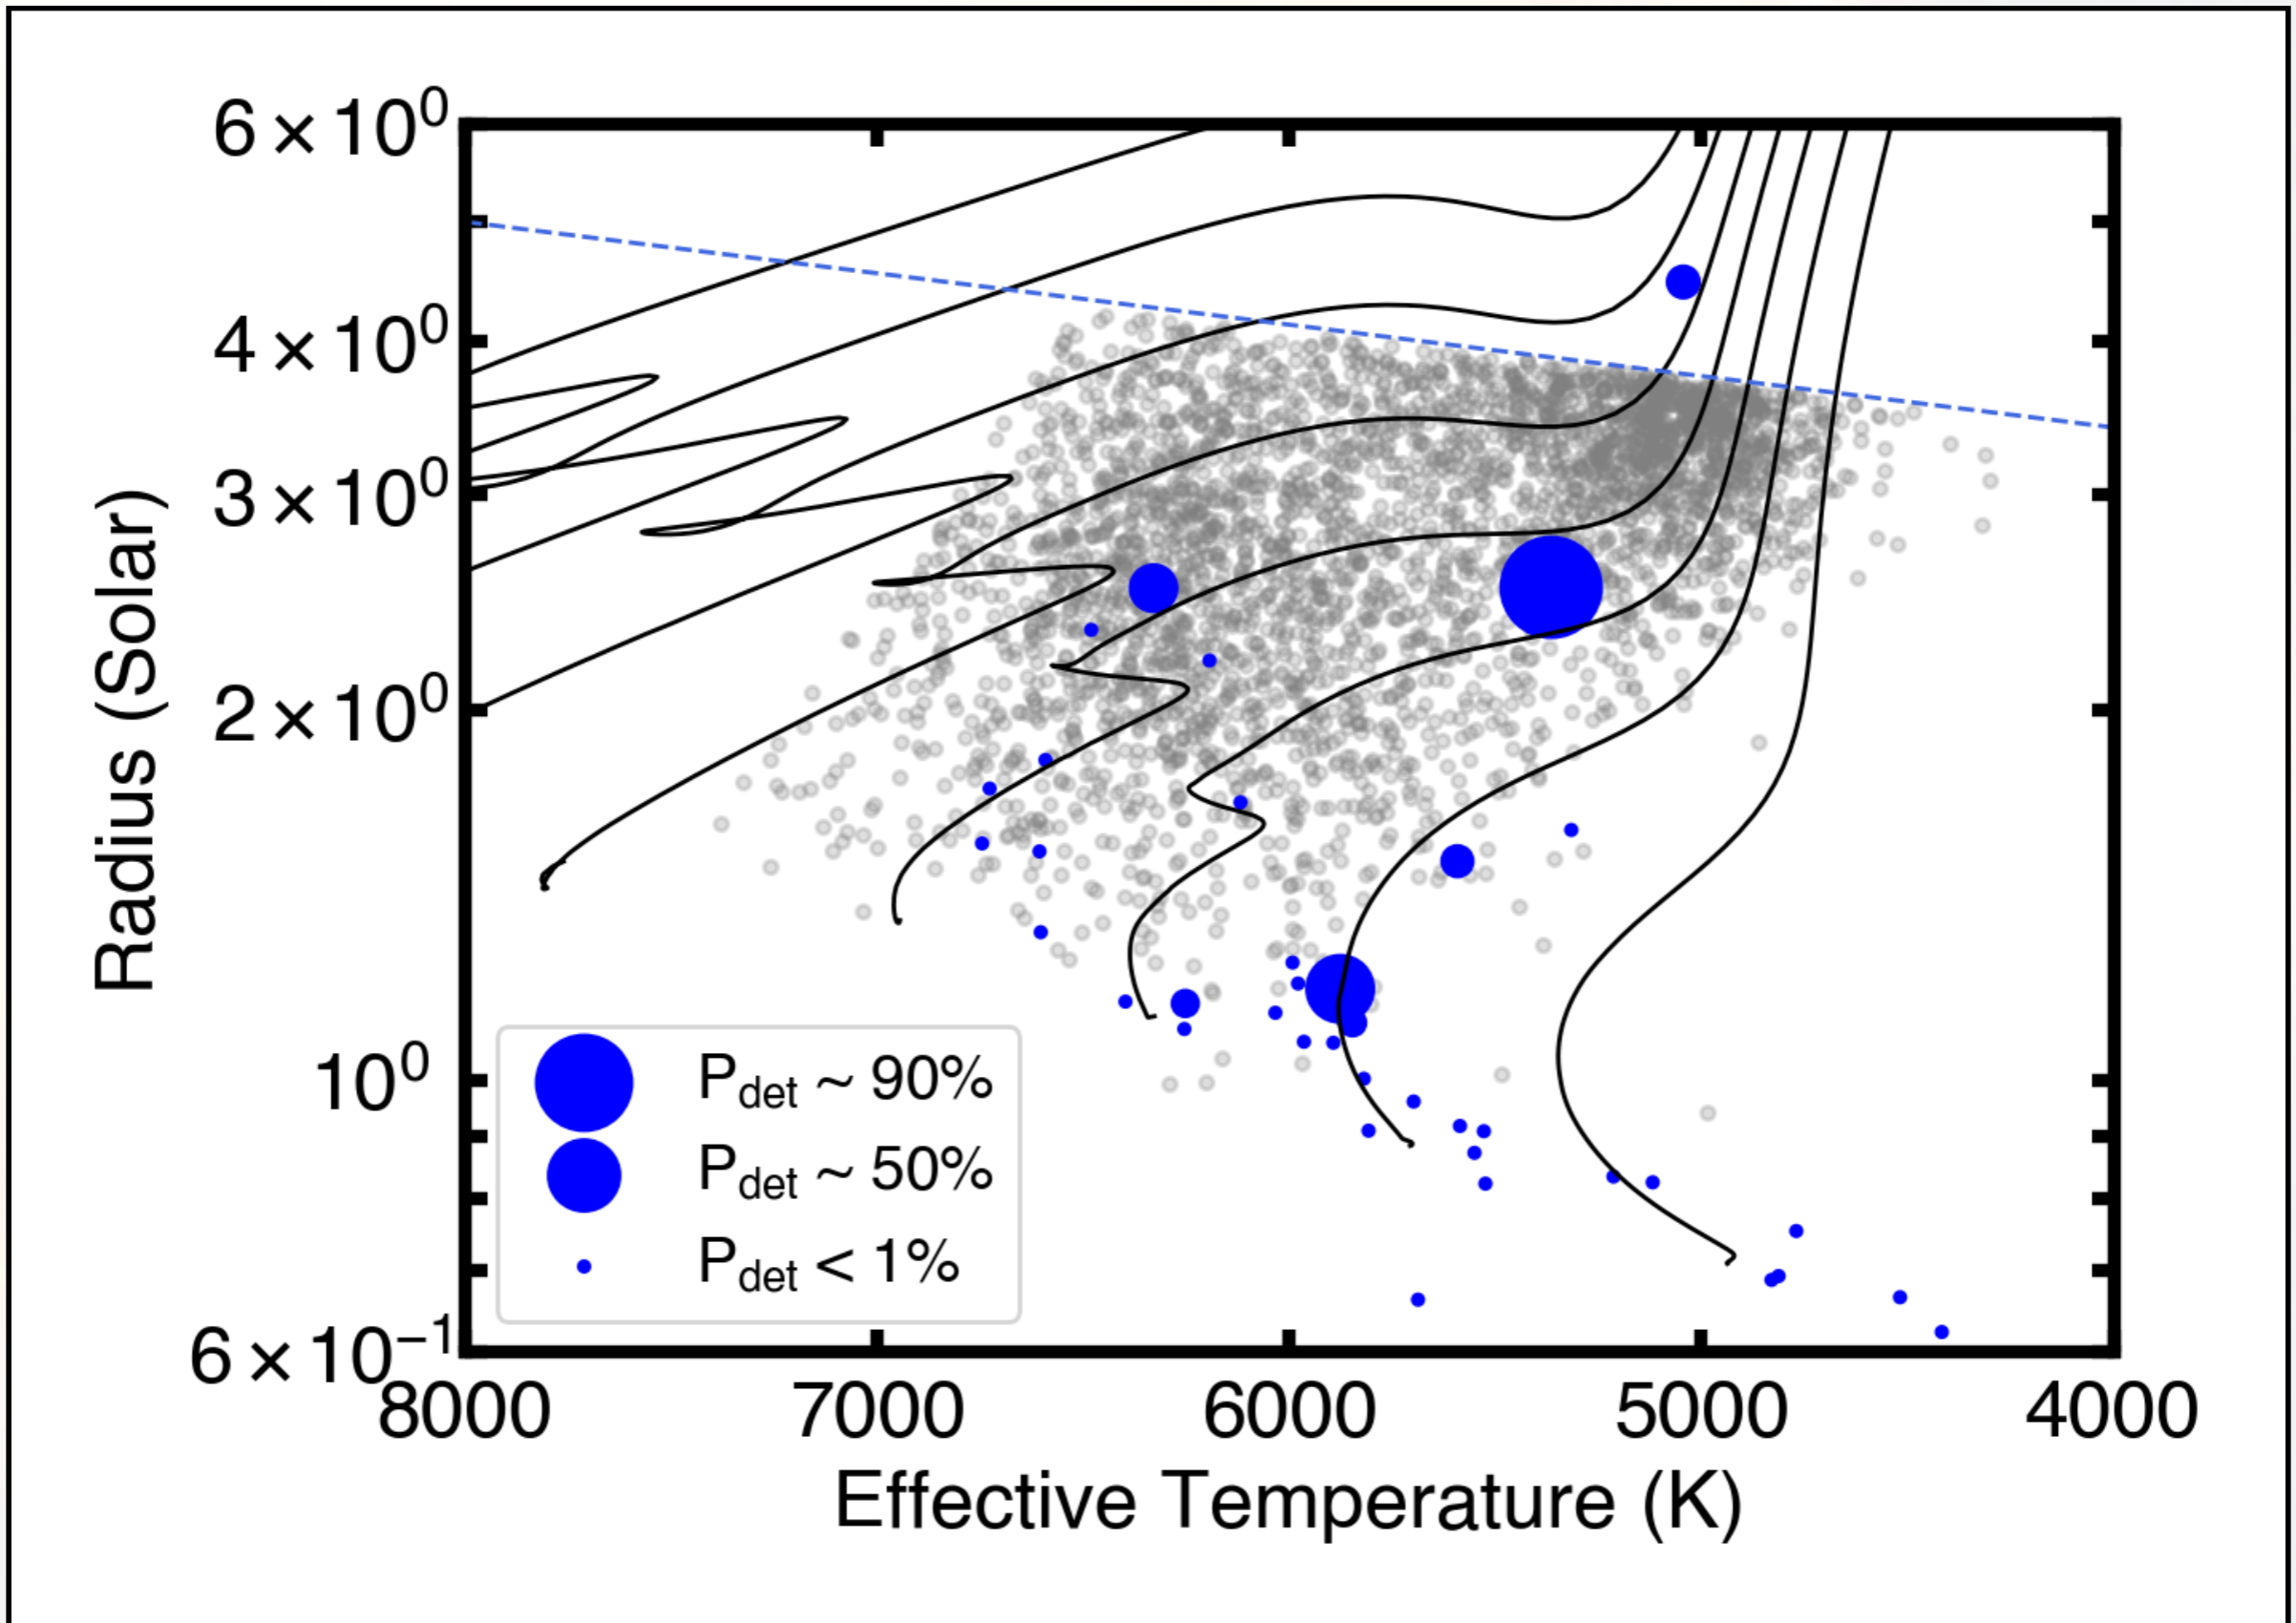 6×10⁰
4×10⁰
3×10⁰
2×10⁰
10⁰
6×10⁻¹
Radius (Solar)
P_det ~ 90%
P_det ~ 50%
P_det < 1%
8000 7000 6000 5000 4000
Effective Temperature (K)